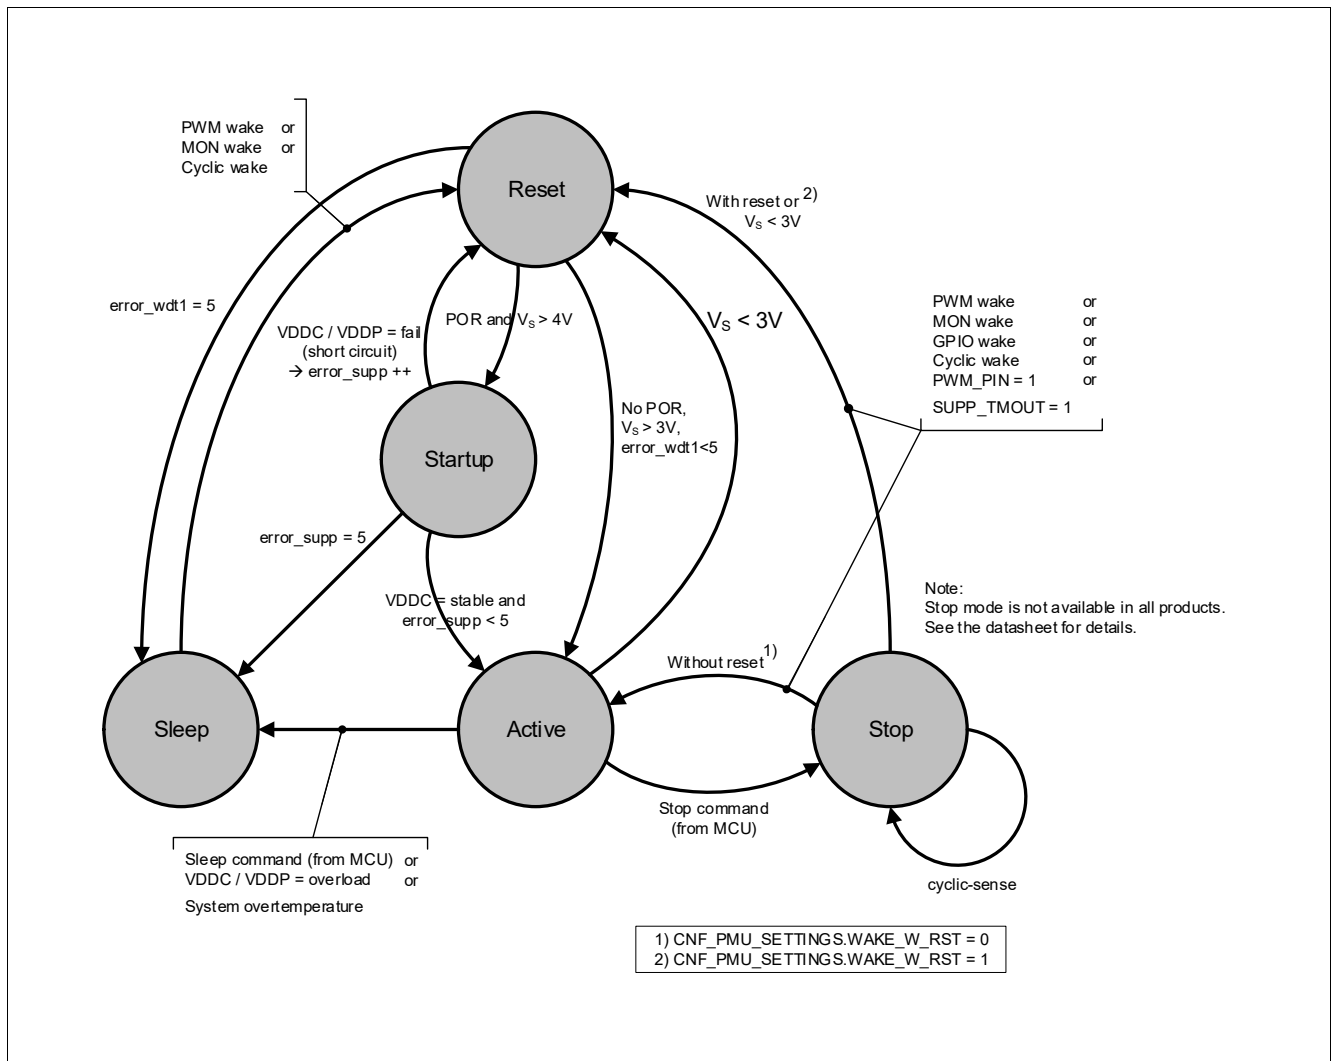 PWM wake or
MON wake or
Cyclic wake
Reset
With reset or 2)
VS < 3V
error_wdt1 = 5
VDDC / VDDP = fail
(short circuit)
→ error_supp ++
POR and VS > 4V
VS < 3V
PWM wake or
MON wake or
GPIO wake or
Cyclic wake or
PWM_PIN = 1 or
SUPP_TMOUT = 1
No POR,
VS > 3V,
error_wdt1<5
Startup
error_supp = 5
VDDC = stable and
error_supp < 5
Note:
Stop mode is not available in all products.
See the datasheet for details.
Without reset 1)
Sleep
Active
Stop
Stop command
(from MCU)
Sleep command (from MCU) or
VDDC / VDDP = overload or
System overtemperature
cyclic-sense
1) CNF_PMU_SETTINGS.WAKE_W_RST = 0
2) CNF_PMU_SETTINGS.WAKE_W_RST = 1